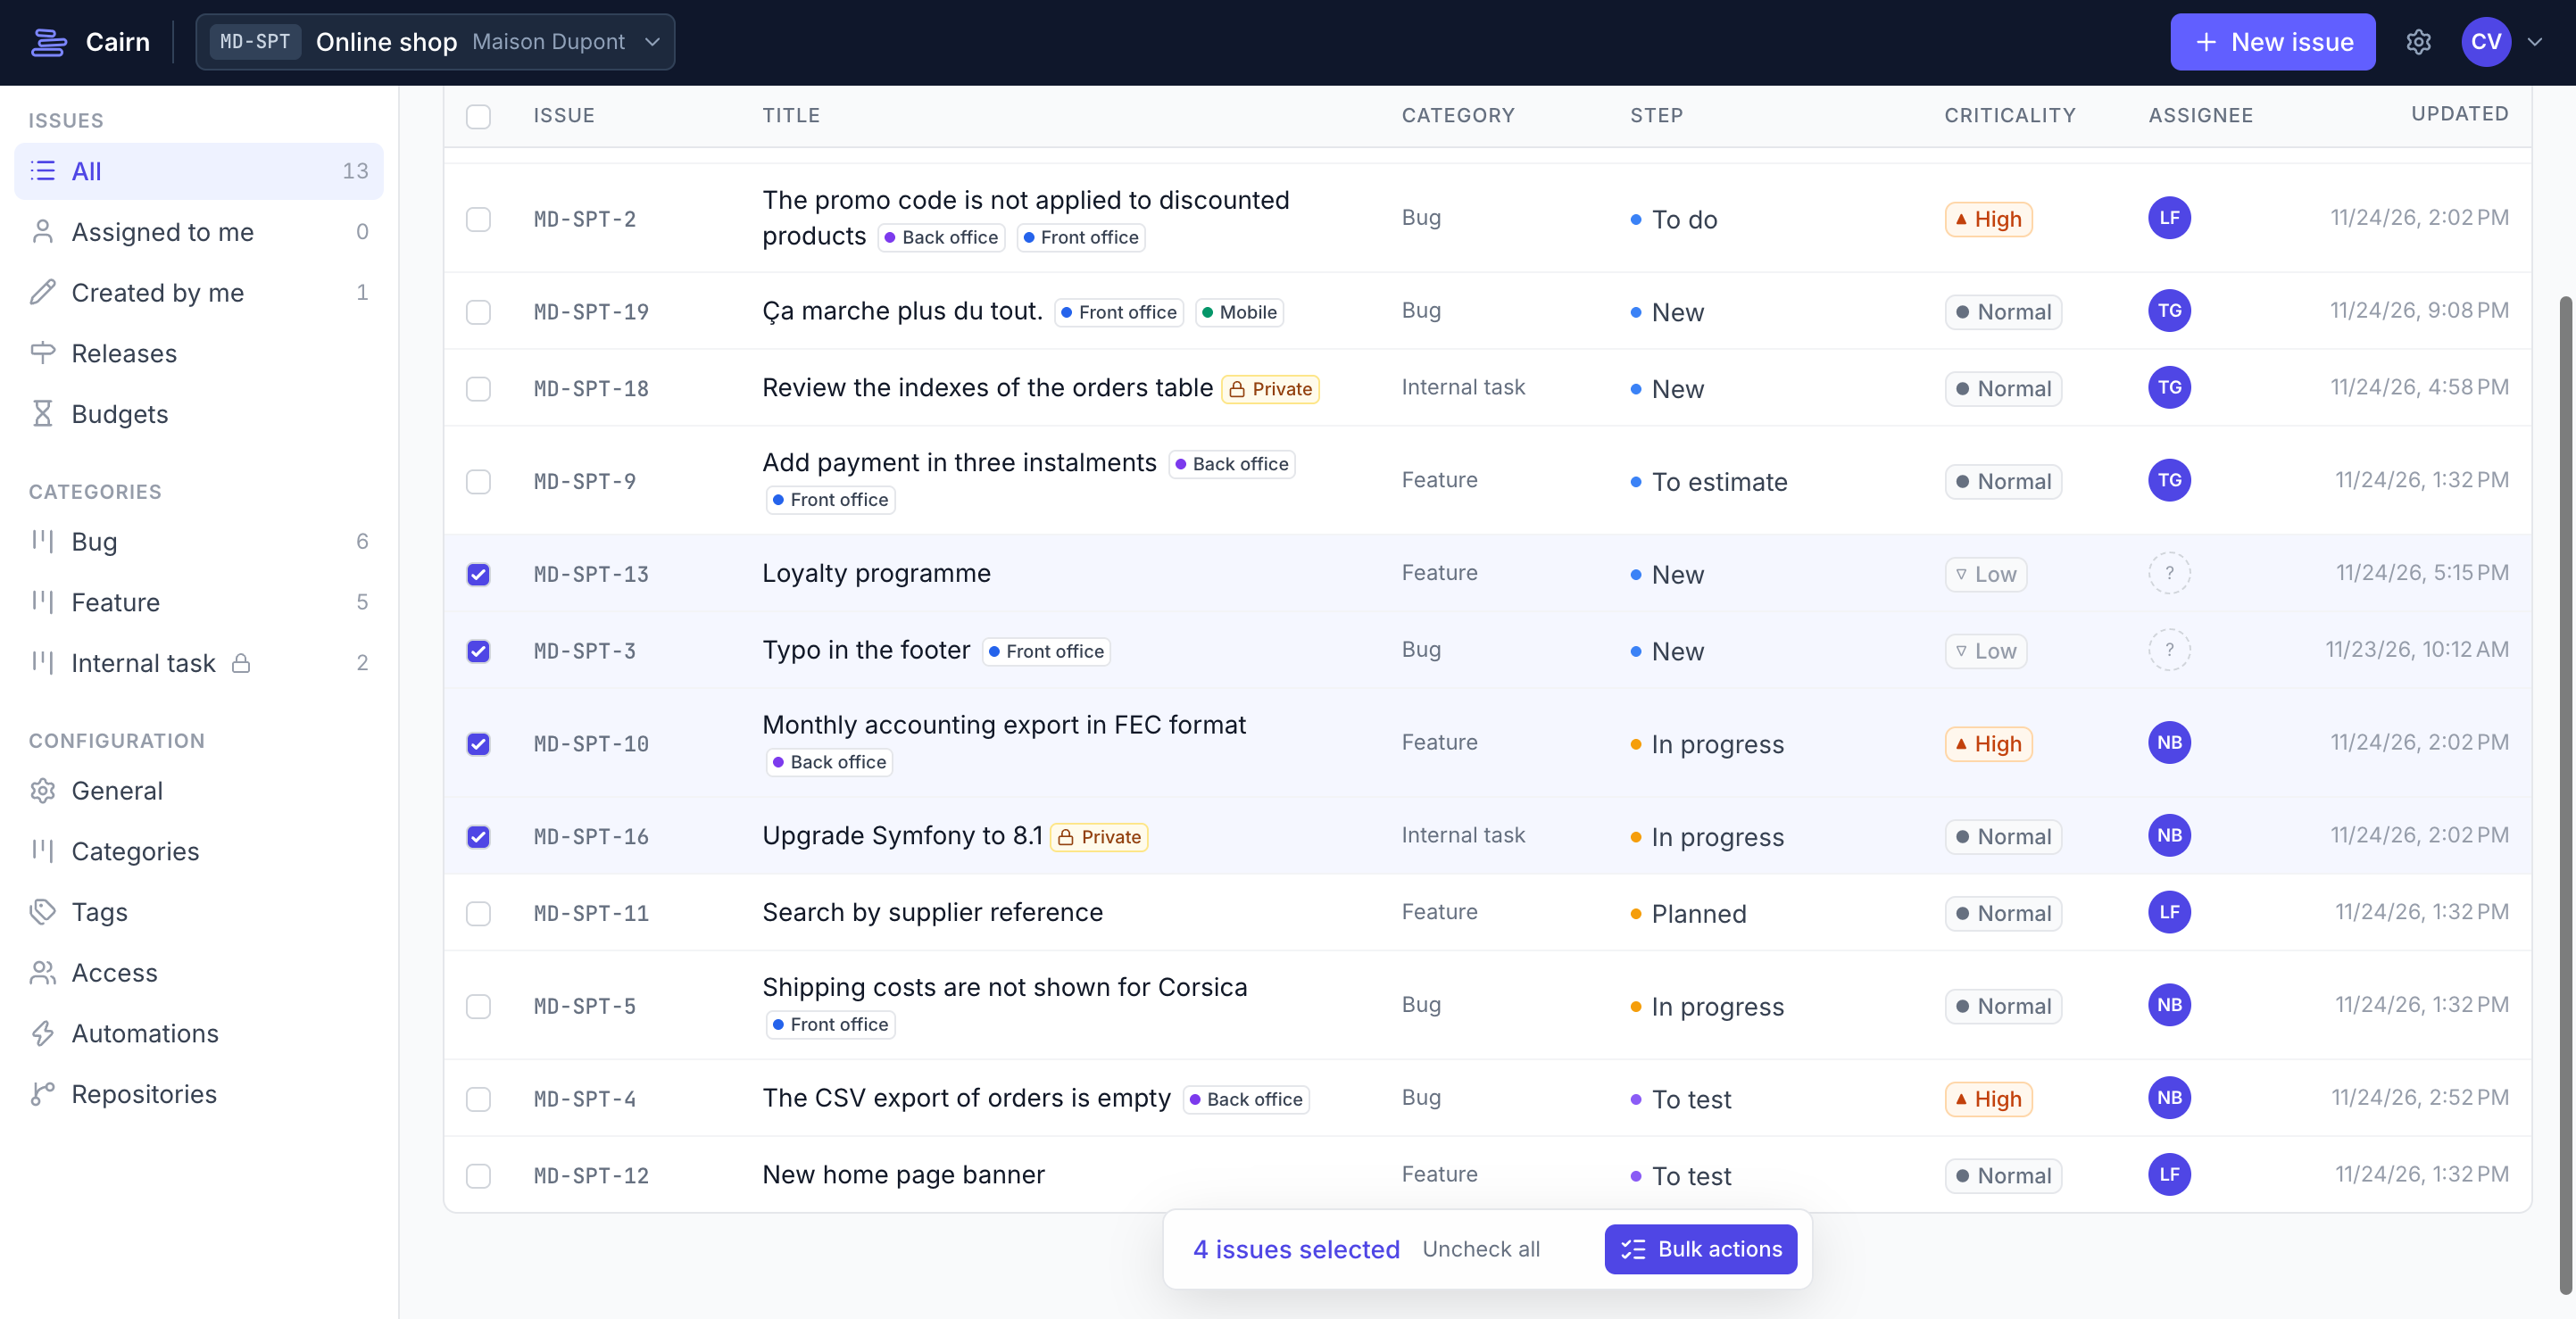 Cairn
MD-SPT Online shop Maison Dupont
New issue
CV
ISSUES
All 13
Assigned to me 0
Created by me 1
Releases
Budgets
CATEGORIES
Bug 6
Feature 5
Internal task 2
CONFIGURATION
General
Categories
Tags
Access
Automations
Repositories
ISSUE TITLE CATEGORY STEP CRITICALITY ASSIGNEE UPDATED
MD-SPT-2 The promo code is not applied to discounted
products Back office Front office Bug To do High LF 11/24/26, 2:02 PM
MD-SPT-19 Ça marche plus du tout. Front office Mobile Bug New Normal TG 11/24/26, 9:08 PM
MD-SPT-18 Review the indexes of the orders table Private Internal task New Normal TG 11/24/26, 4:58 PM
MD-SPT-9 Add payment in three instalments Back office
Front office Feature To estimate Normal TG 11/24/26, 1:32 PM
MD-SPT-13 Loyalty programme Feature New Low ? 11/24/26, 5:15 PM
MD-SPT-3 Typo in the footer Front office Bug New Low ? 11/23/26, 10:12 AM
MD-SPT-10 Monthly accounting export in FEC format
Back office Feature In progress High NB 11/24/26, 2:02 PM
MD-SPT-16 Upgrade Symfony to 8.1 Private Internal task In progress Normal NB 11/24/26, 2:02 PM
MD-SPT-11 Search by supplier reference Feature Planned Normal LF 11/24/26, 1:32 PM
MD-SPT-5 Shipping costs are not shown for Corsica
Front office Bug In progress Normal NB 11/24/26, 1:32 PM
MD-SPT-4 The CSV export of orders is empty Back office Bug To test High NB 11/24/26, 2:52 PM
MD-SPT-12 New home page banner Feature To test Normal LF 11/24/26, 1:32 PM
4 issues selected Uncheck all Bulk actions